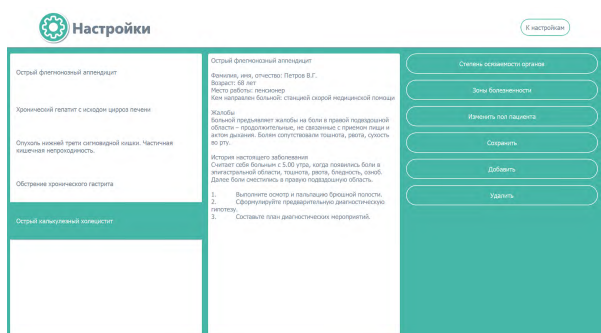 Настройки
К настройкам
Острый флегмонозный аппендицит
Хронический гепатит с исходом цирроз печени
Опухоль нижней трети сигмовидной кишки. Частичная
кишечная непроходимость.
Обстрение хронического гастрита
Острый калькулезный холецистит
Острый флегмонозный аппендицит
Фамилия, имя, отчество: Петров В.Г.
Возраст: 68 лет
Место работы: пенсионер
Кем направлен больной: станцией скорой медицинской помощи
Жалобы
Больной предъявляет жалобы на боли в правой подвздошной
области – продолжительные, не связанные с приемом пищи и
актом дыхания. Болям сопутствовали тошнота, рвота, сухость
во рту.
История настоящего заболевания
Считает себя больным с 5.00 утра, когда появились боли в
эпигастральной области, тошнота, рвота, бледность, озноб.
Далее боли сместились в правую подвздошную область.
1. Выполните осмотр и пальпацию брюшной полости.
2. Сформулируйте предварительную диагностическую
гипотезу.
3. Составьте план диагностических мероприятий.
Степень осязаемости органов
Зоны болезненности
Изменить пол пациента
Сохранить
Добавить
Удалить